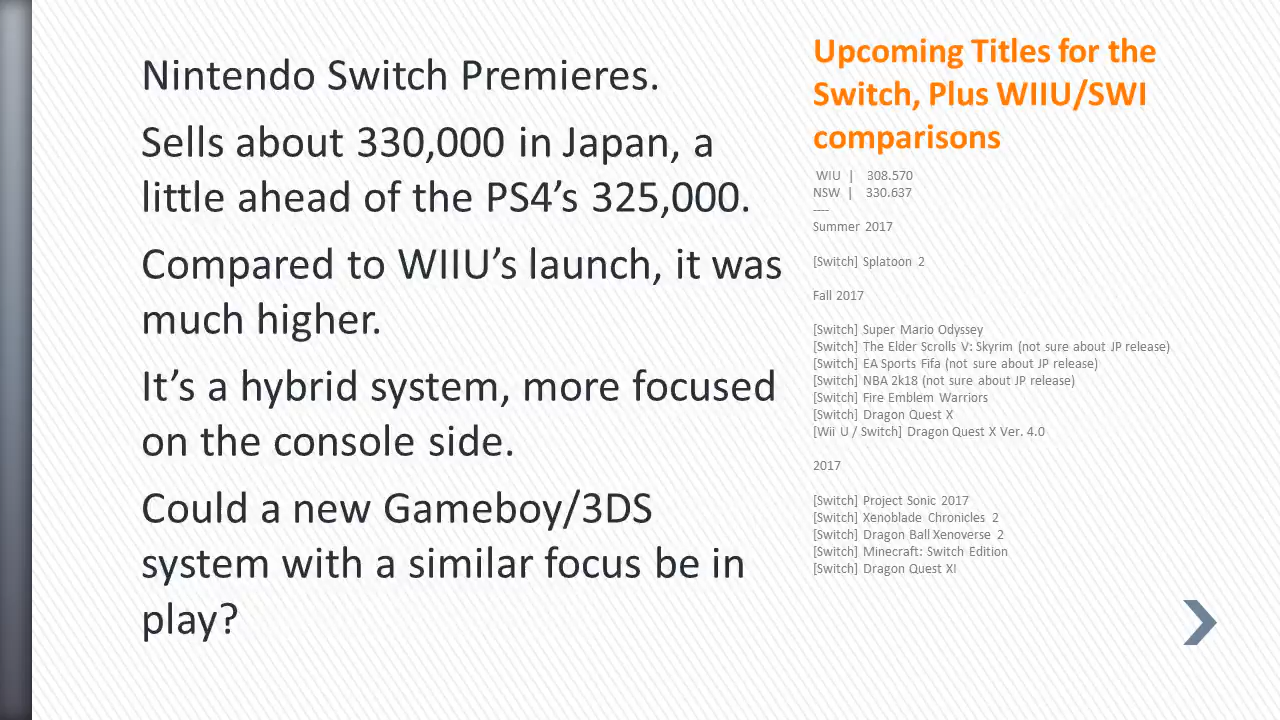 Nintendo Switch Premieres.
Sells about 330,000 in Japan, a
little ahead of the PS4’s 325,000.
Compared to WIIU’s launch, it was
much higher.
It’s a hybrid system, more focused
on the console side.
Could a new Gameboy/3DS
system with a similar focus be in
play?
Upcoming Titles for the
Switch, Plus WIIU/SWI
comparisons
WIU | 308.570
NSW | 330.637
----
Summer 2017
[Switch] Splatoon 2
Fall 2017
[Switch] Super Mario Odyssey
[Switch] The Elder Scrolls V: Skyrim (not sure about JP release)
[Switch] EA Sports Fifa (not sure about JP release)
[Switch] NBA 2k18 (not sure about JP release)
[Switch] Fire Emblem Warriors
[Switch] Dragon Quest X
[Wii U / Switch] Dragon Quest X Ver. 4.0
2017
[Switch] Project Sonic 2017
[Switch] Xenoblade Chronicles 2
[Switch] Dragon Ball Xenoverse 2
[Switch] Minecraft: Switch Edition
[Switch] Dragon Quest XI